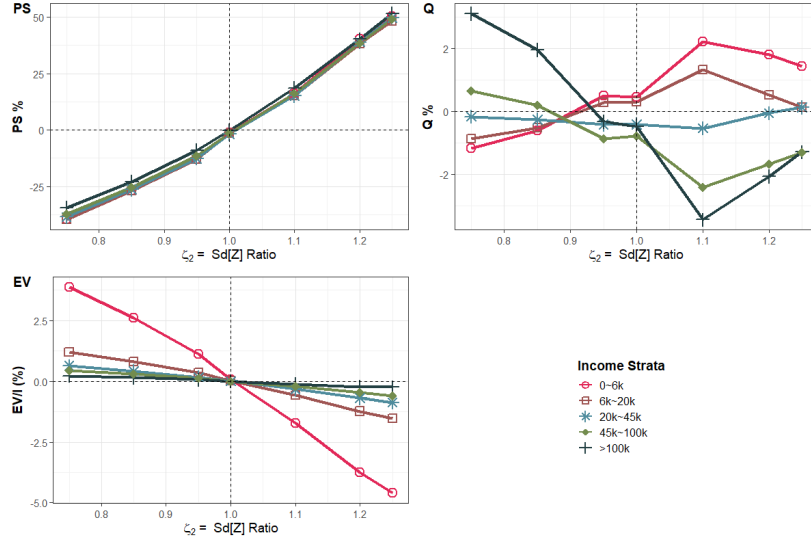 PS
50
25
0
-25
PS %
0.8
0.9
1.0
1.1
1.2
ζ2 = Sd[Z] Ratio
Q
2
0
-2
Q %
0.8
0.9
1.0
1.1
1.2
ζ2 = Sd[Z] Ratio
EV
2.5
0.0
-2.5
-5.0
EV/I (%)
0.8
0.9
1.0
1.1
1.2
ζ2 = Sd[Z] Ratio
Income Strata
0~6k
6k~20k
20k~45k
45k~100k
>100k